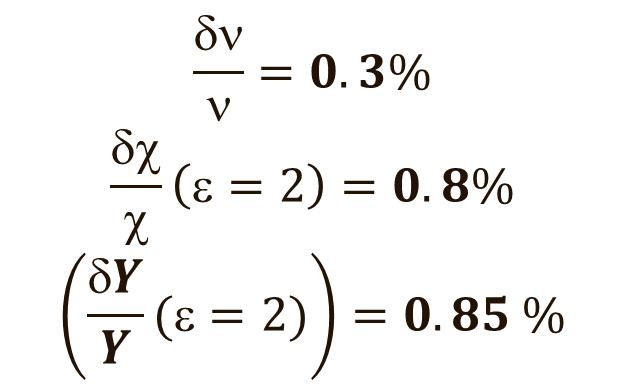 δν/ν = 0.3%
δχ/χ (ε = 2) = 0.8%
(δY/Y (ε = 2)) = 0.85 %